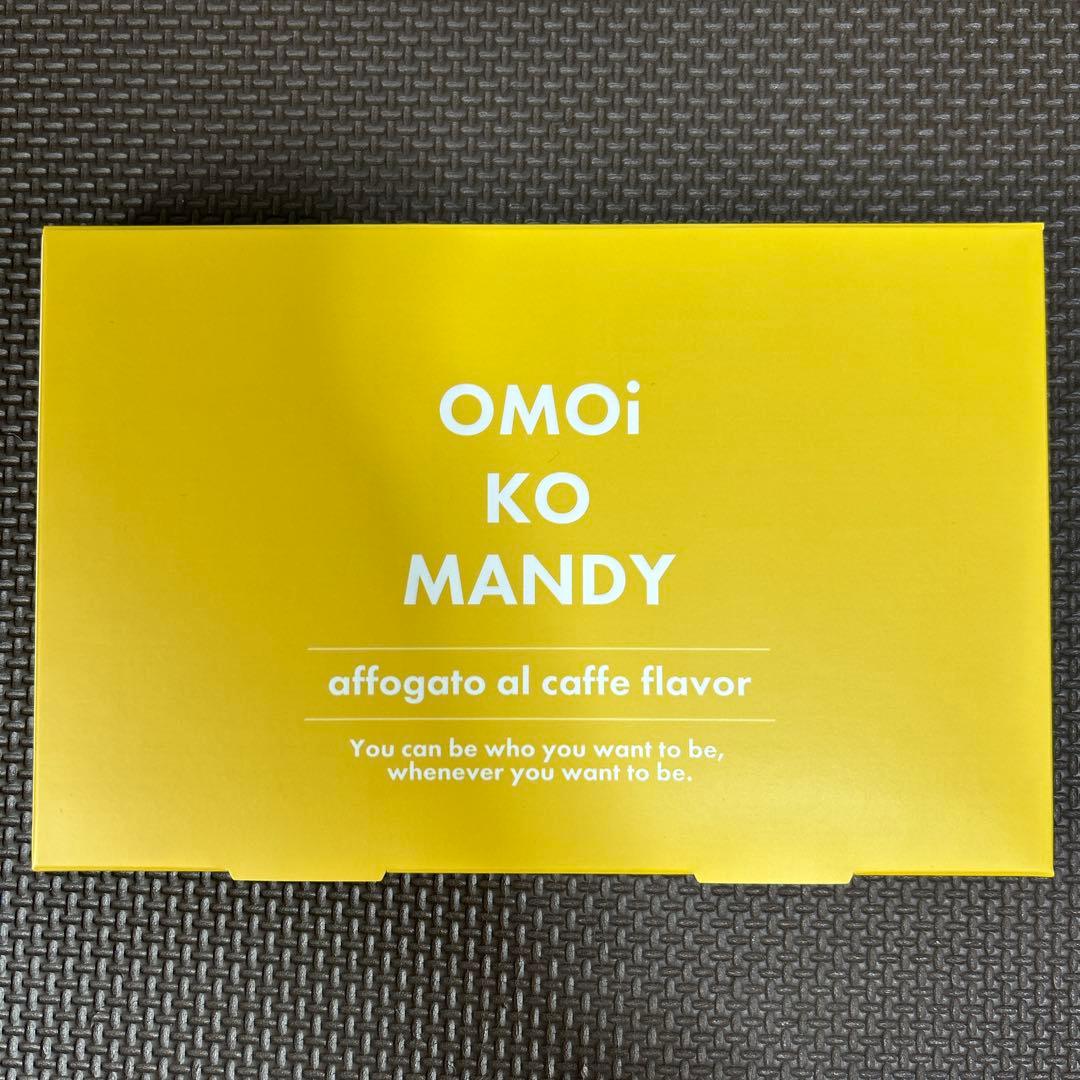 OMOi
KO
MANDY
affogato al caffe flavor
You can be who you want to be,
whenever you want to be.